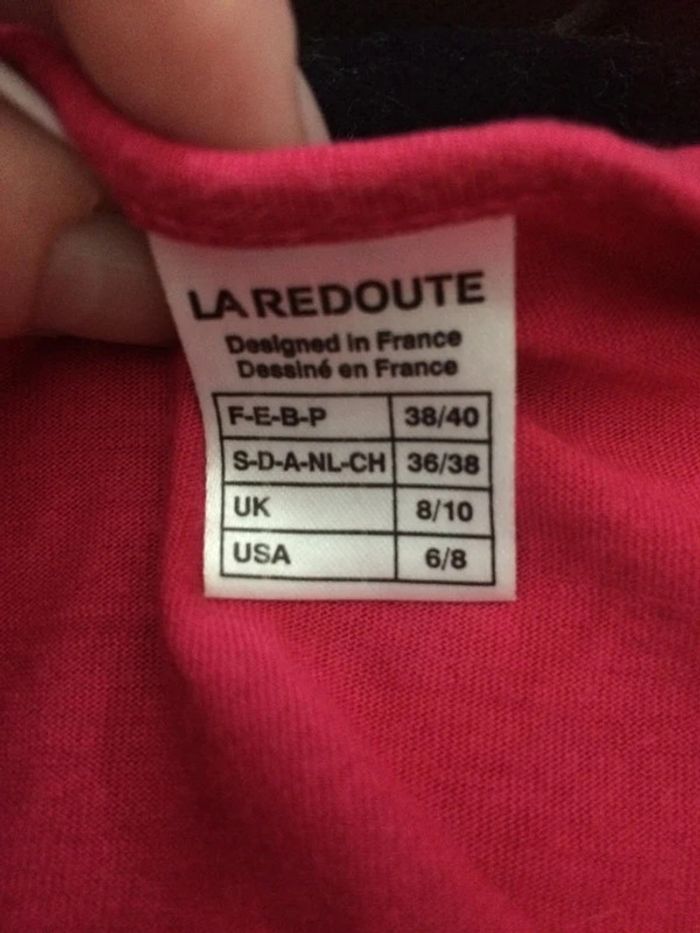 LA REDOUTE
Designed in France
Dessiné en France
F-E-B-P 38/40
S-D-A-NL-CH 36/38
UK 8/10
USA 6/8